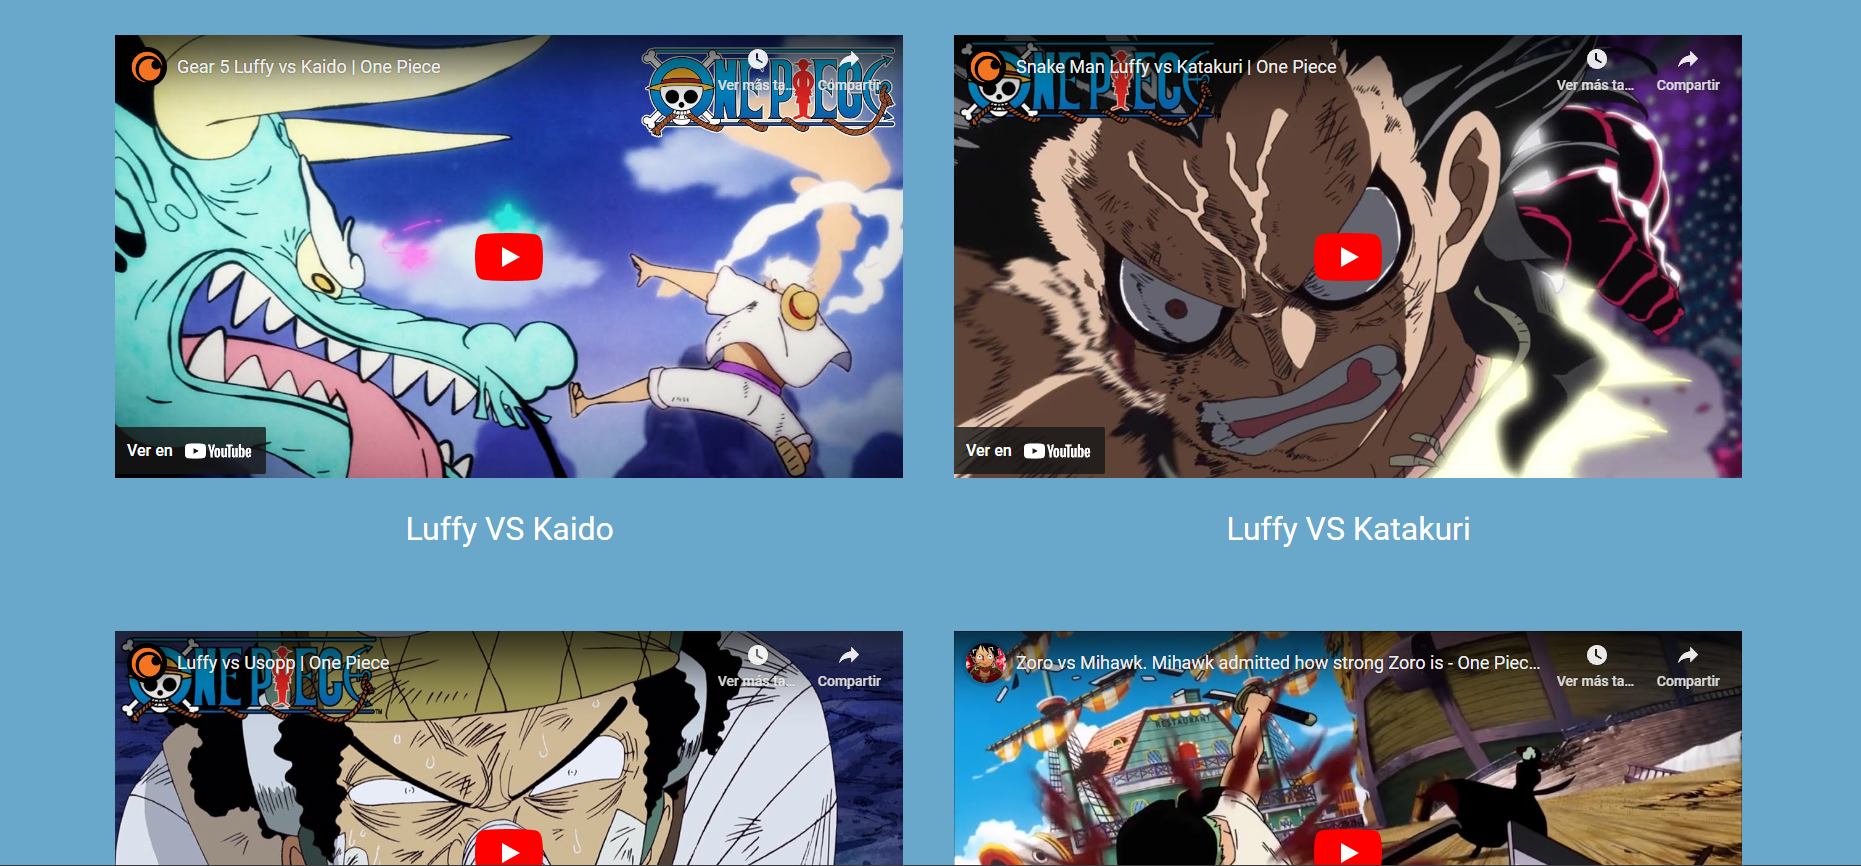 Gear 5 Luffy vs Kaido | One Piece
Ver más ta...
Compartir
ONE PIECE
Ver en YouTube
Snake Man Luffy vs Katakuri | One Piece
Ver más ta...
Compartir
ONE PIECE
Ver en YouTube
Luffy VS Kaido
Luffy VS Katakuri
Luffy vs Usopp | One Piece
Ver más ta...
Compartir
ONE PIECE
TM
Zoro vs Mihawk. Mihawk admitted how strong Zoro is - One Piec...
Ver más ta...
Compartir
RESTAURANT